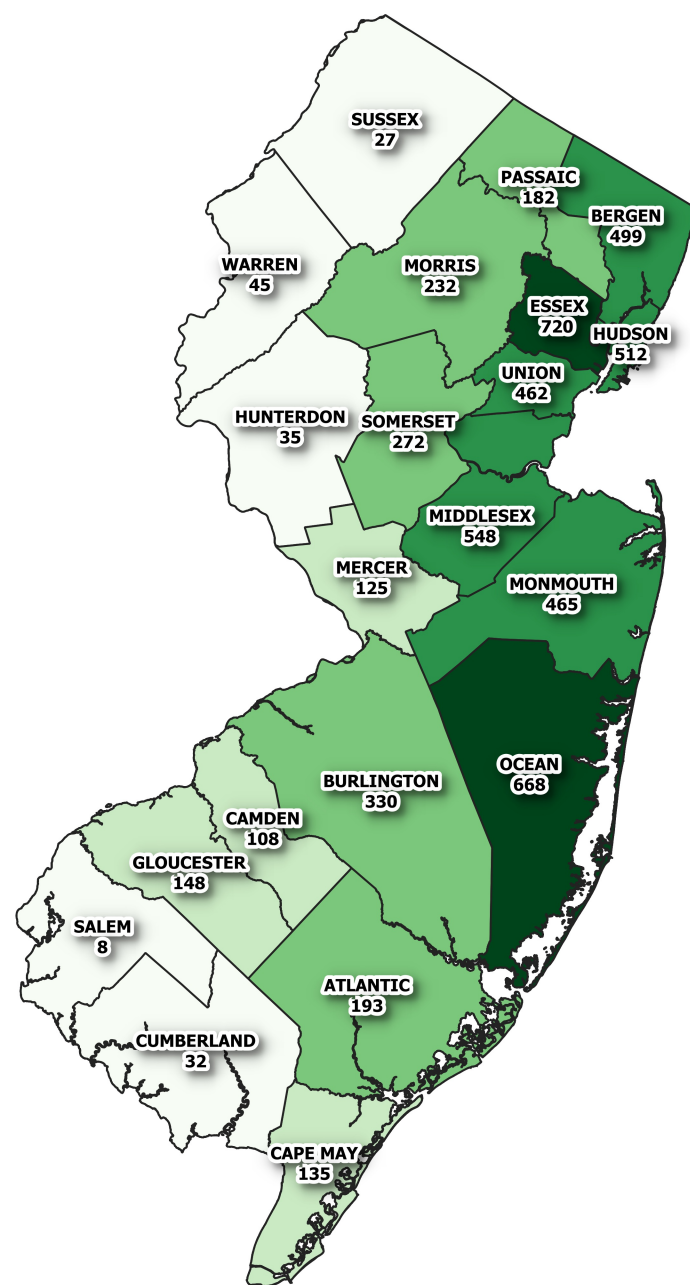 SUSSEX
27
PASSAIC
182
BERGEN
499
WARREN
45
MORRIS
232
ESSEX
720
HUDSON
512
UNION
462
HUNTERDON
35
SOMERSET
272
MIDDLESEX
548
MERCER
125
MONMOUTH
465
OCEAN
668
BURLINGTON
330
CAMDEN
108
GLOUCESTER
148
SALEM
8
ATLANTIC
193
CUMBERLAND
32
CAPE MAY
135